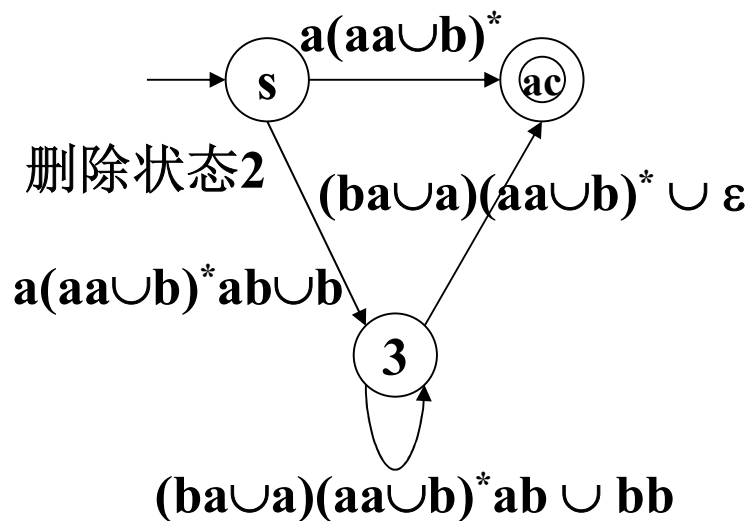 a(aa∪b)*
s
ac
删除状态2
(ba∪a)(aa∪b)* ∪ ε
a(aa∪b)*ab∪b
3
(ba∪a)(aa∪b)*ab ∪ bb